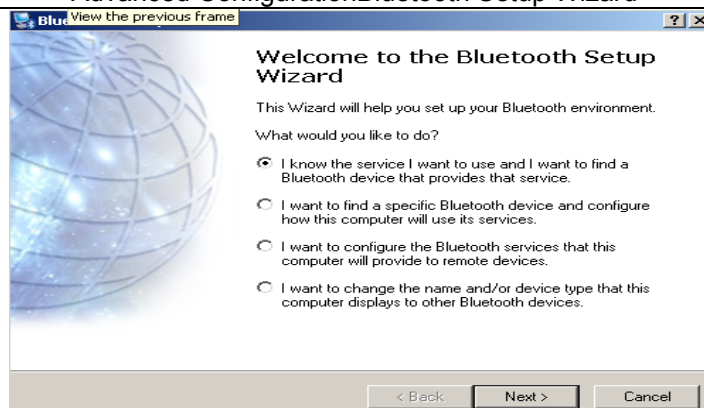 Advanced ConfigurationBluetooth Setup Wizard
Blue
View the previous frame
Welcome to the Bluetooth Setup
Wizard
This Wizard will help you set up your Bluetooth environment.
What would you like to do?
I know the service I want to use and I want to find a
Bluetooth device that provides that service.
I want to find a specific Bluetooth device and configure
how this computer will use its services.
I want to configure the Bluetooth services that this
computer will provide to remote devices.
I want to change the name and/or device type that this
computer displays to other Bluetooth devices.
< Back Next > Cancel